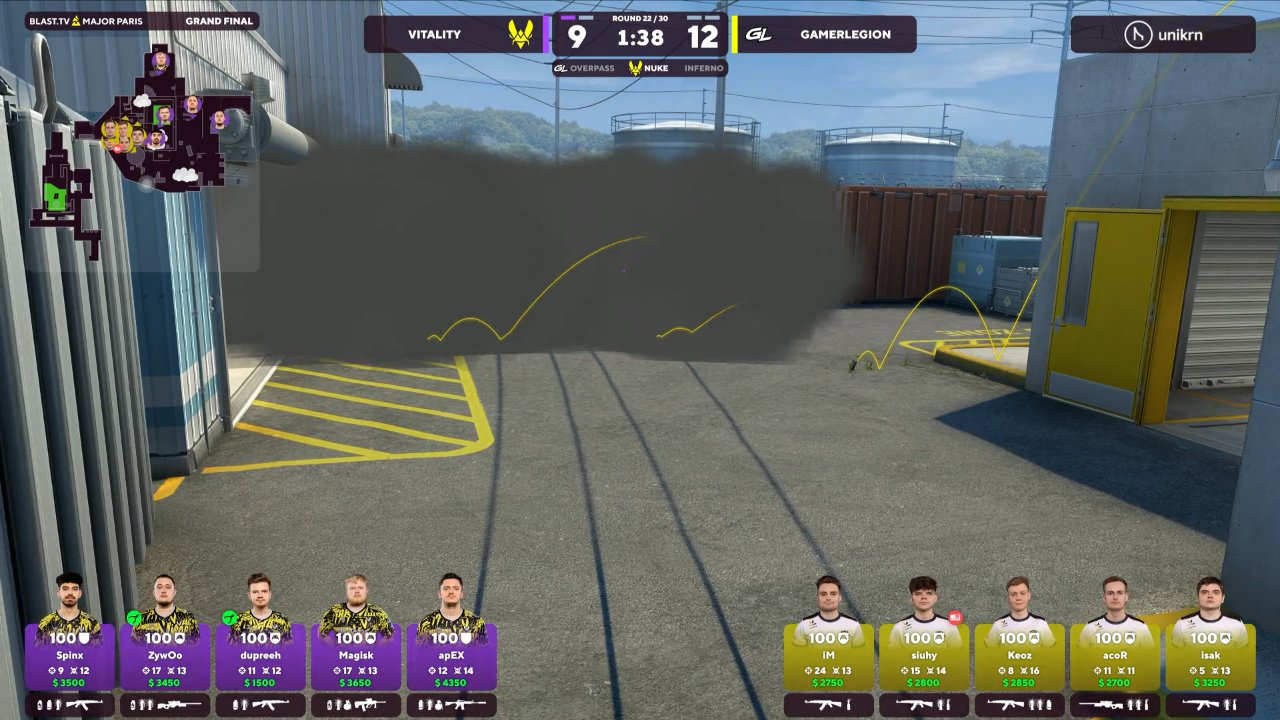 BLAST.TV MAJOR PARIS GRAND FINAL
VITALITY 9 ROUND 22 / 30 1:38 12 GL GAMERLEGION
unikrn
GL OVERPASS NUKE INFERNO
100 Spinx 9 12 $3500
100 ZywOo 17 13 $3450
100 dupreeh 11 12 $1500
100 Magisk 17 13 $3650
100 apEX 12 14 $4350
100 iM 24 13 $2750
100 siuhy 15 14 $2800
100 Keoz 8 16 $2850
100 acoR 11 11 $2700
100 isak 5 13 $3250